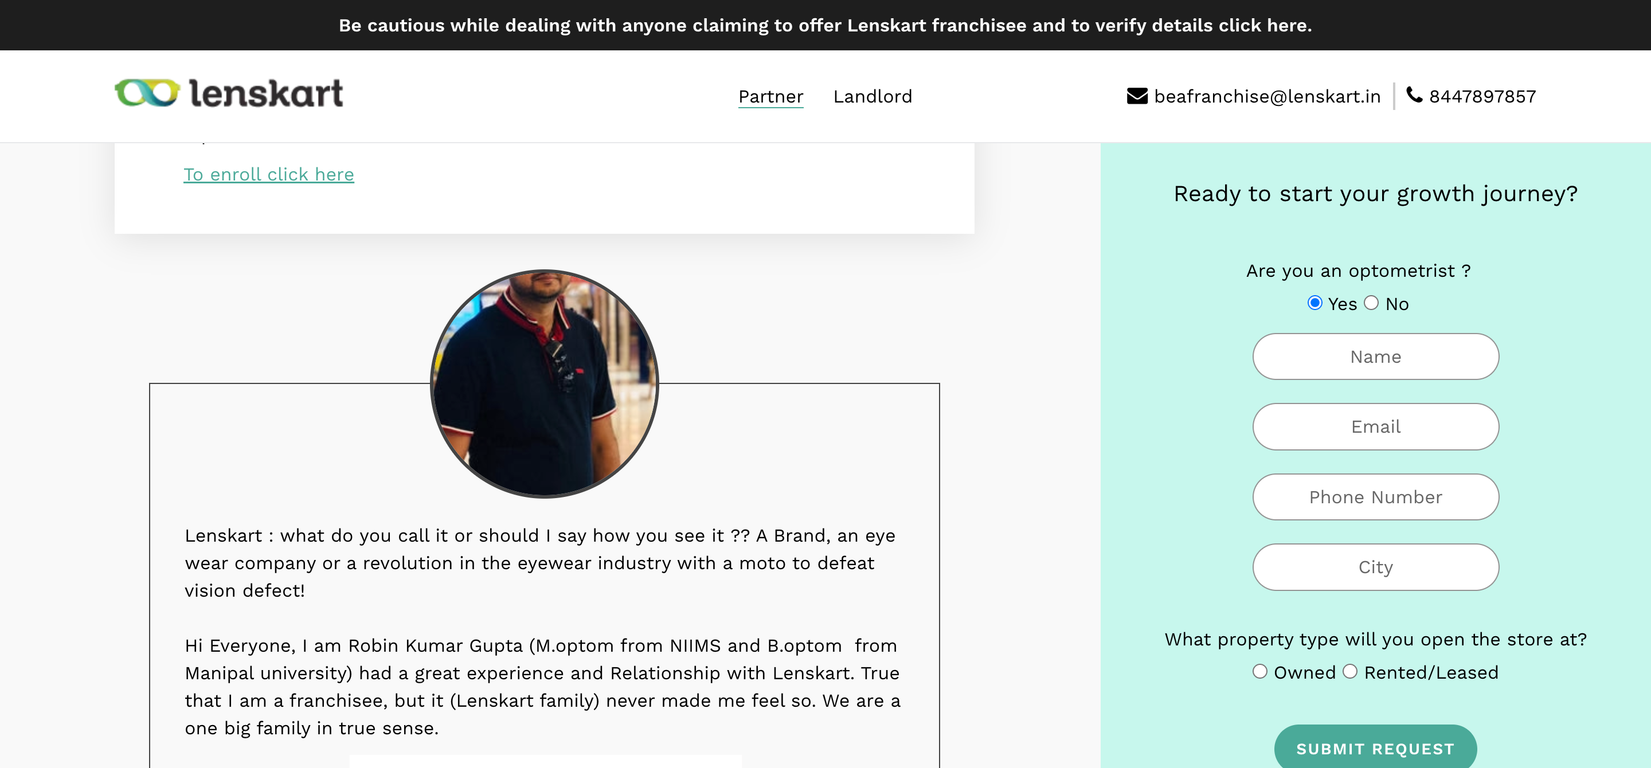 Be cautious while dealing with anyone claiming to offer Lenskart franchisee and to verify details click here.
lenskart
Partner
Landlord
beafranchise@lenskart.in
8447897857
To enroll click here
Lenskart : what do you call it or should I say how you see it ?? A Brand, an eye
wear company or a revolution in the eyewear industry with a moto to defeat
vision defect!
Hi Everyone, I am Robin Kumar Gupta (M.optom from NIIMS and B.optom  from
Manipal university) had a great experience and Relationship with Lenskart. True
that I am a franchisee, but it (Lenskart family) never made me feel so. We are a
one big family in true sense.
Ready to start your growth journey?
Are you an optometrist ?
Yes No
Name
Email
Phone Number
City
What property type will you open the store at?
Owned Rented/Leased
SUBMIT REQUEST